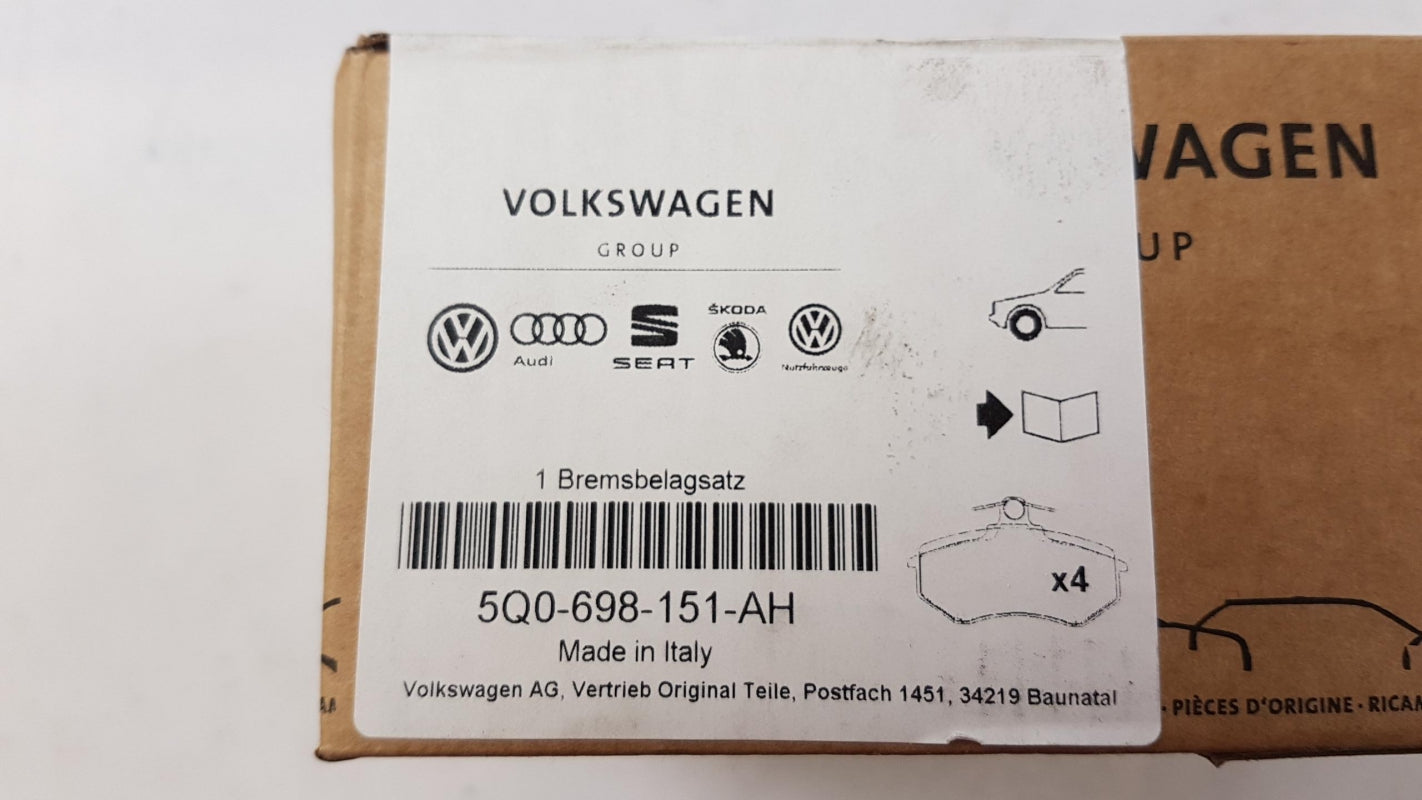 VOLKSWAGEN
GROUP
Audi
SEAT
ŠKODA
Nutzfahrzeuge
1 Bremsbelagsatz
x4
5Q0-698-151-AH
Made in Italy
Volkswagen AG, Vertrieb Original Teile, Postfach 1451, 34219 Baunatal
WAGEN
UP
· PIÈCES D'ORIGINE · RICAM